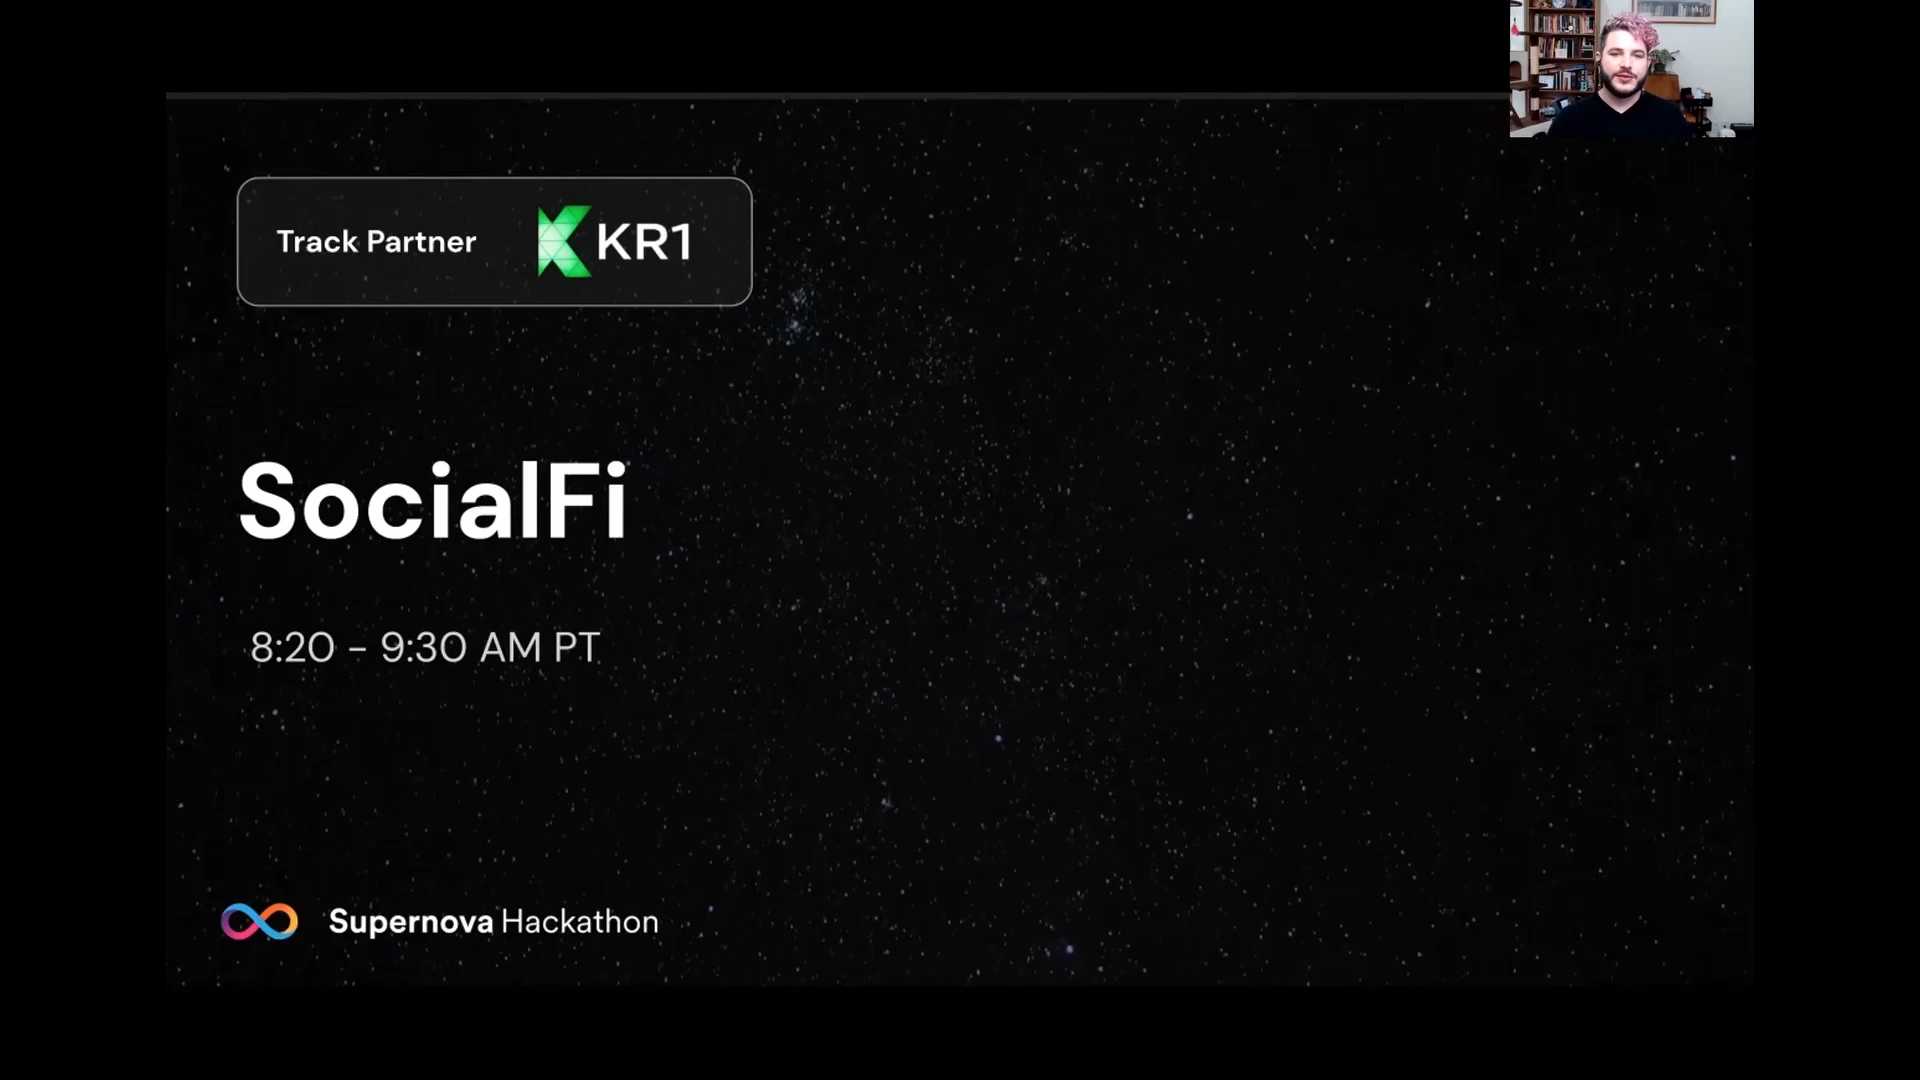 Track Partner
KR1
SocialFi
8:20 – 9:30 AM PT
Supernova Hackathon